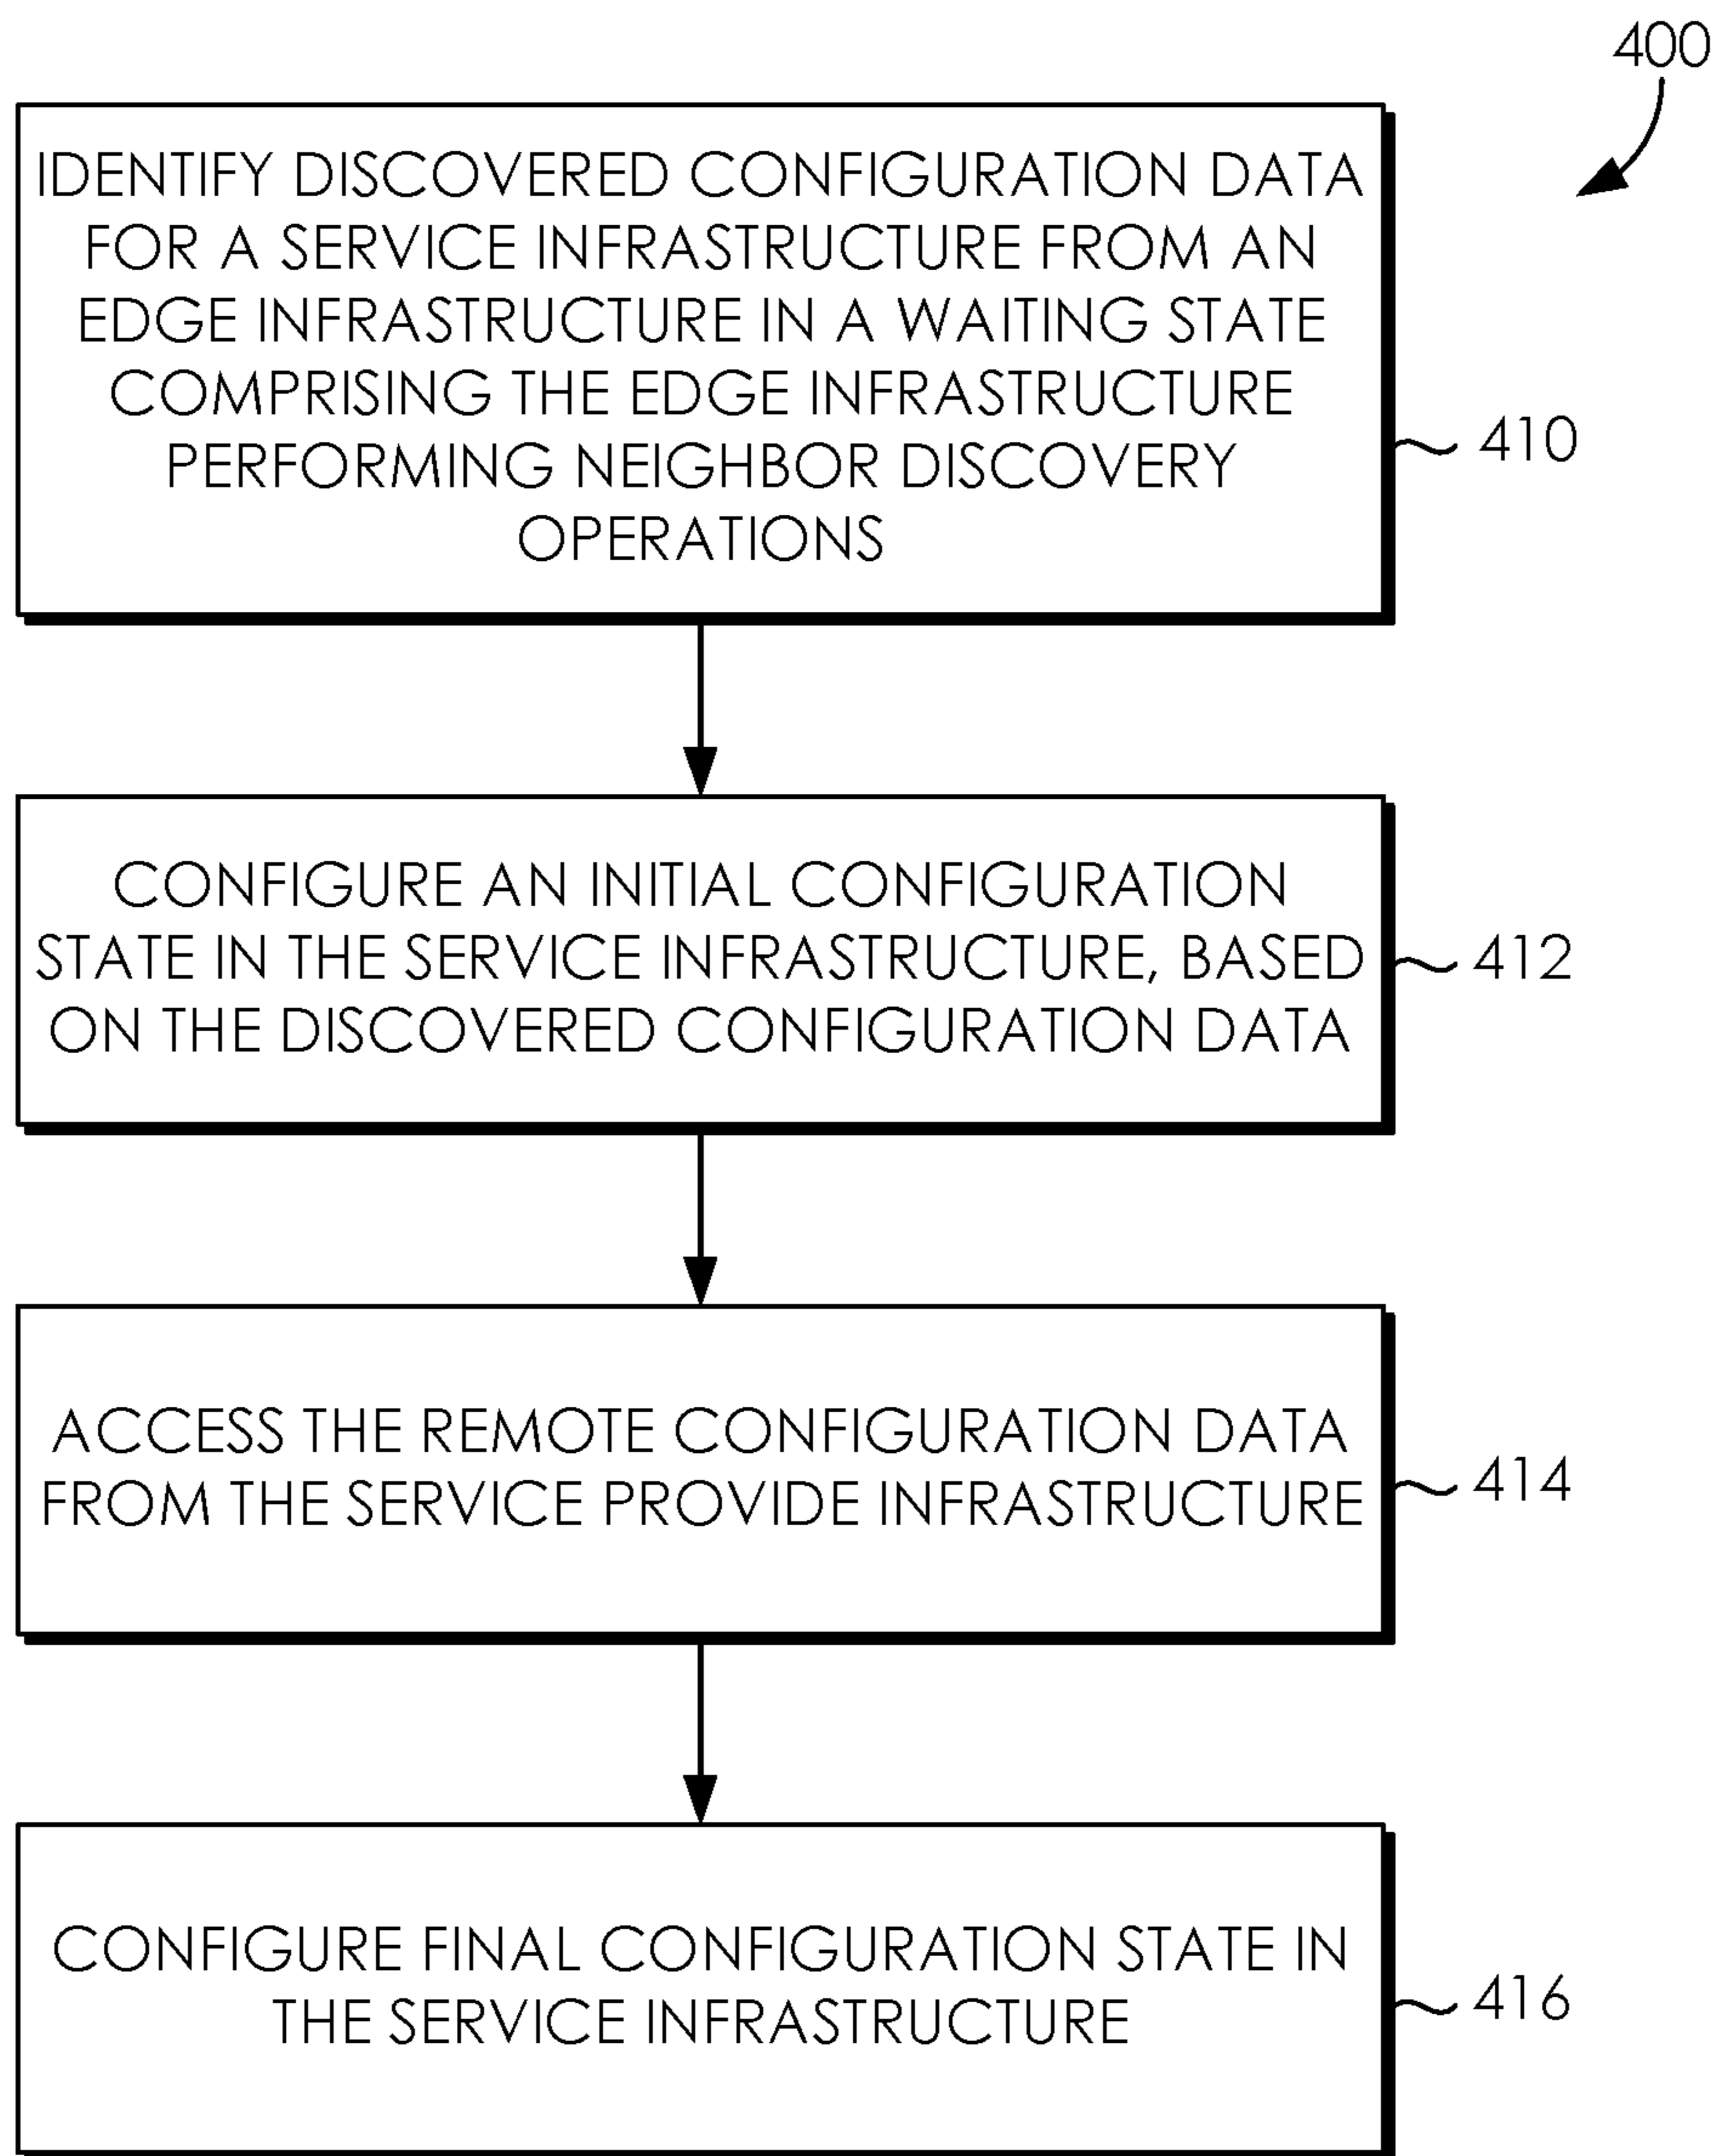 400
IDENTIFY DISCOVERED CONFIGURATION DATA
FOR A SERVICE INFRASTRUCTURE FROM AN
EDGE INFRASTRUCTURE IN A WAITING STATE
COMPRISING THE EDGE INFRASTRUCTURE
PERFORMING NEIGHBOR DISCOVERY
OPERATIONS
410
CONFIGURE AN INITIAL CONFIGURATION
STATE IN THE SERVICE INFRASTRUCTURE, BASED
ON THE DISCOVERED CONFIGURATION DATA
412
ACCESS THE REMOTE CONFIGURATION DATA
FROM THE SERVICE PROVIDE INFRASTRUCTURE
414
CONFIGURE FINAL CONFIGURATION STATE IN
THE SERVICE INFRASTRUCTURE
416